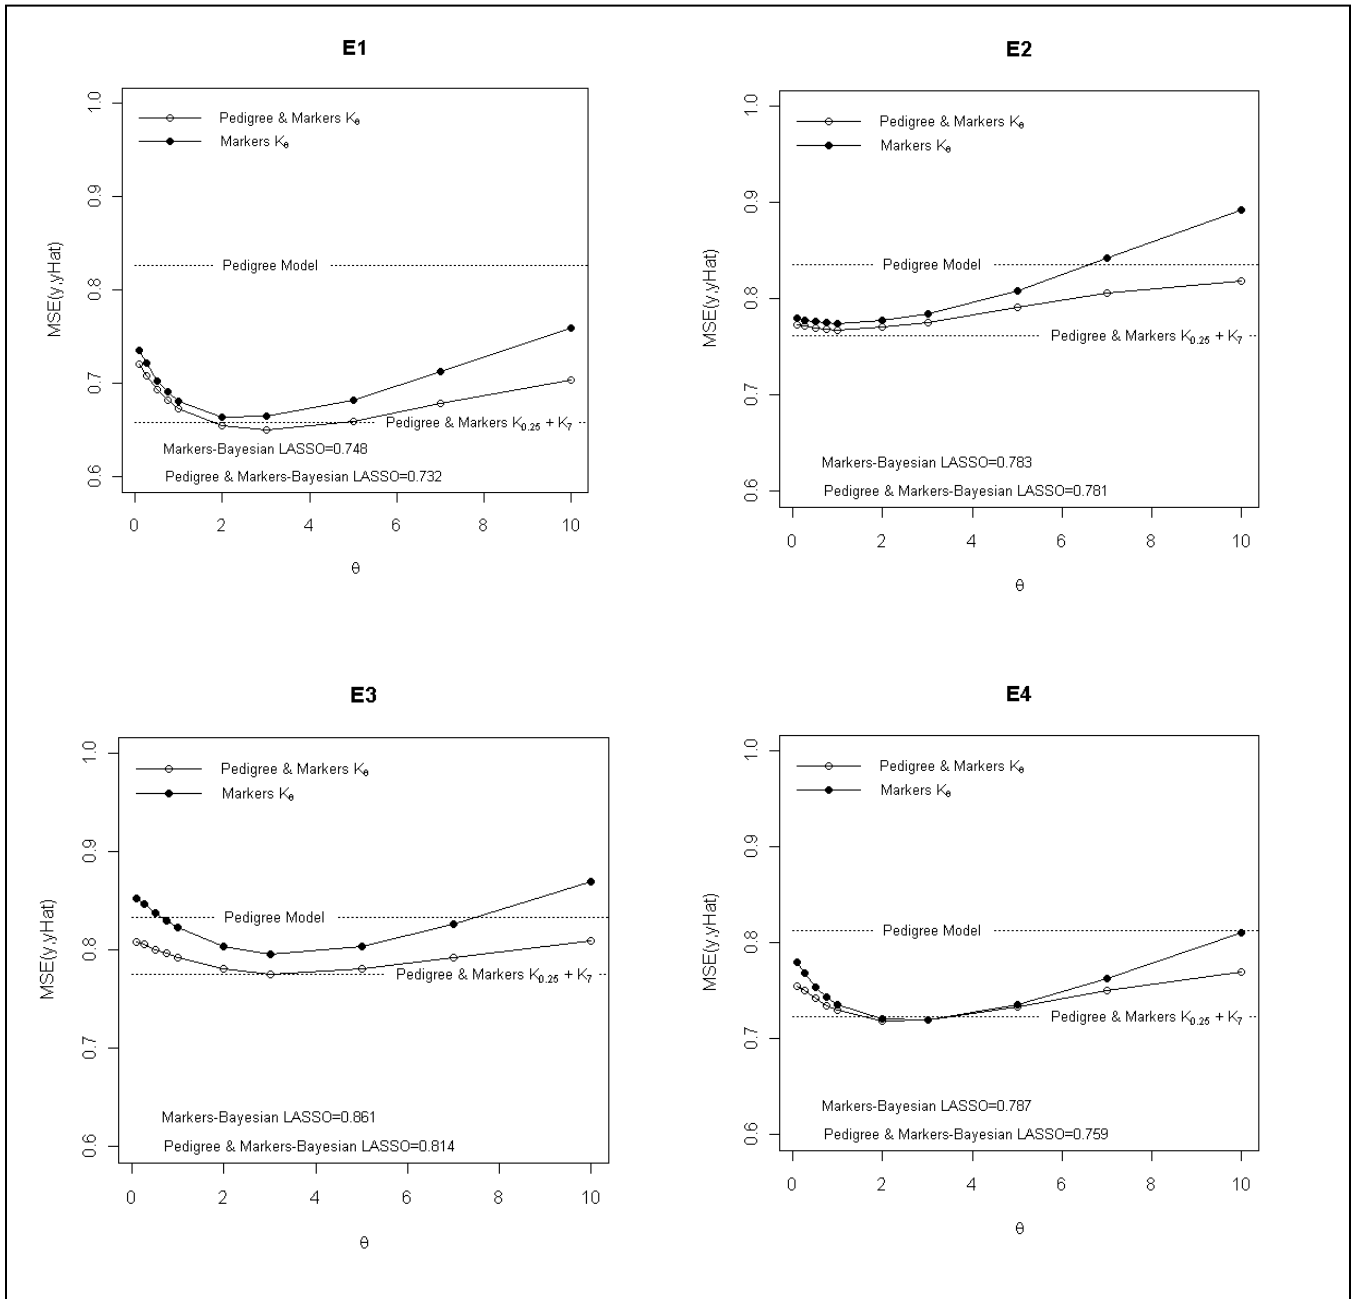 E1
1.0
0.9
0.8
0.7
0.6
MSE(y,yHat)
Pedigree & Markers Kθ
Markers Kθ
Pedigree Model
Pedigree & Markers K0.25 + K7
Markers-Bayesian LASSO=0.748
Pedigree & Markers-Bayesian LASSO=0.732
0 2 4 6 8 10
θ
E2
1.0
0.9
0.8
0.7
0.6
MSE(y,yHat)
Pedigree & Markers Kθ
Markers Kθ
Pedigree Model
Pedigree & Markers K0.25 + K7
Markers-Bayesian LASSO=0.783
Pedigree & Markers-Bayesian LASSO=0.781
0 2 4 6 8 10
θ
E3
1.0
0.9
0.8
0.7
0.6
MSE(y,yHat)
Pedigree & Markers Kθ
Markers Kθ
Pedigree Model
Pedigree & Markers K0.25 + K7
Markers-Bayesian LASSO=0.861
Pedigree & Markers-Bayesian LASSO=0.814
0 2 4 6 8 10
θ
E4
1.0
0.9
0.8
0.7
0.6
MSE(y,yHat)
Pedigree & Markers Kθ
Markers Kθ
Pedigree Model
Pedigree & Markers K0.25 + K7
Markers-Bayesian LASSO=0.787
Pedigree & Markers-Bayesian LASSO=0.759
0 2 4 6 8 10
θ